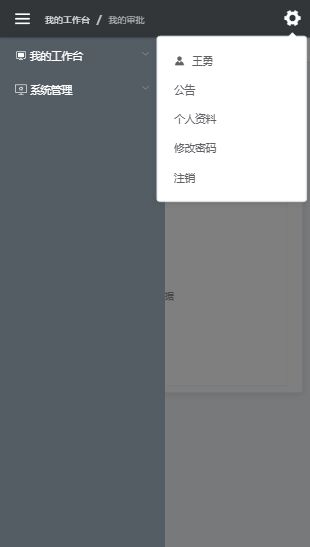 我的工作台 / 我的审批
我的工作台
系统管理
王勇
公告
个人资料
修改密码
注销
据